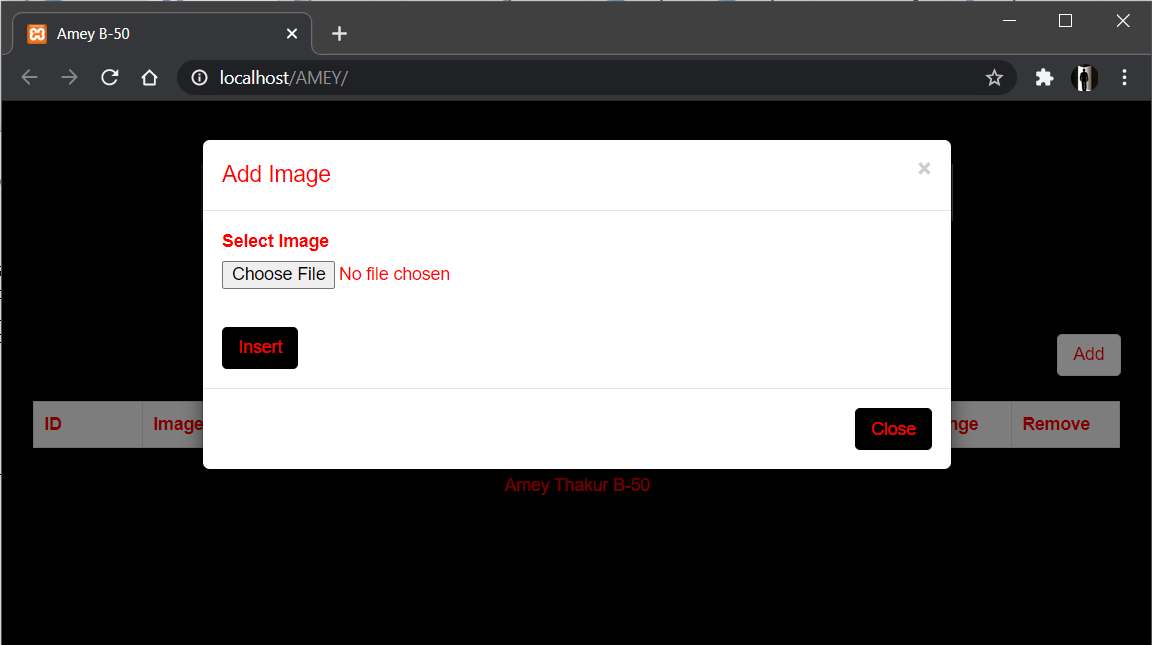 Amey B-50
localhost/AMEY/
Add Image
Select Image
Choose File No file chosen
Insert
Add
ID Image Remove
Close
Amey Thakur B-50